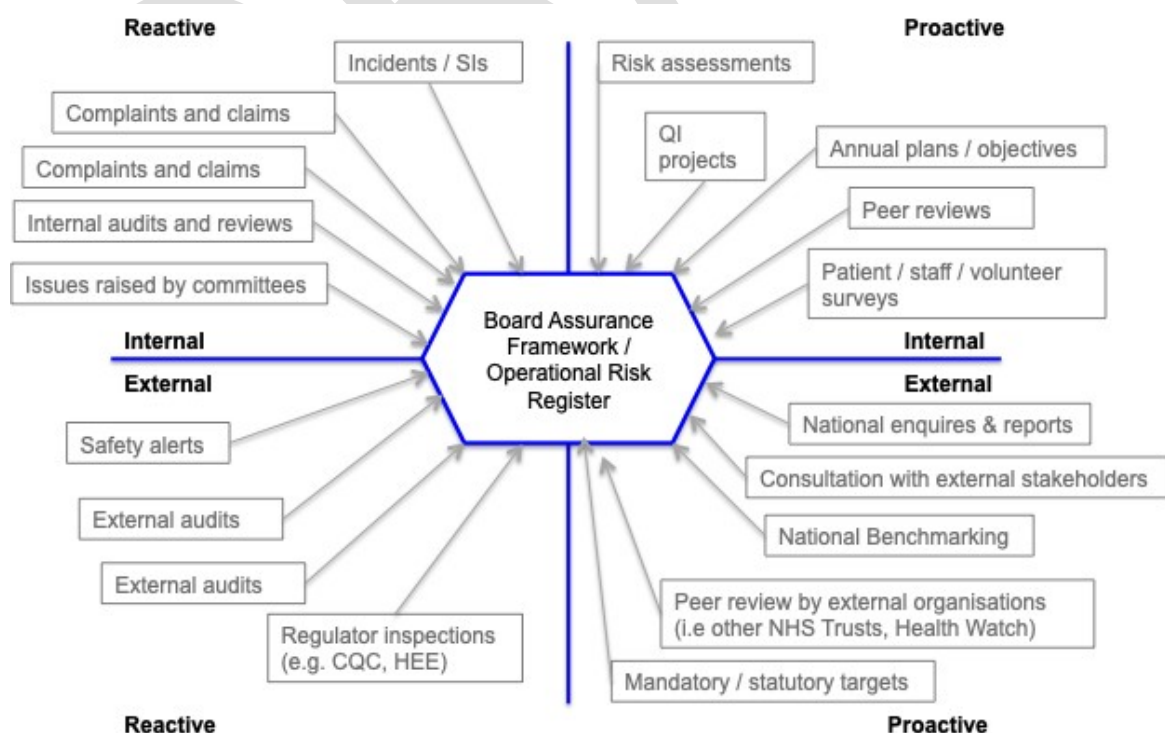 Reactive
Proactive
Incidents / SIs
Risk assessments
Complaints and claims
QI
projects
Annual plans / objectives
Complaints and claims
Peer reviews
Internal audits and reviews
Patient / staff / volunteer
surveys
Issues raised by committees
Board Assurance
Framework /
Operational Risk
Register
Internal
Internal
External
External
National enquires & reports
Safety alerts
Consultation with external stakeholders
External audits
National Benchmarking
External audits
Peer review by external organisations
(i.e other NHS Trusts, Health Watch)
Regulator inspections
(e.g. CQC, HEE)
Mandatory / statutory targets
Reactive
Proactive